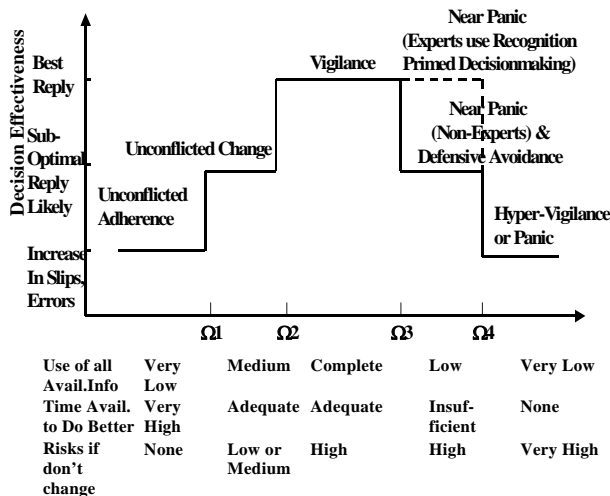 Near Panic
(Experts use Recognition
Primed Decisionmaking)
Decision Effectiveness
Best
Reply
Vigilance
Near Panic
(Non-Experts) &
Defensive Avoidance
Sub-
Optimal
Reply
Likely
Unconflicted Change
Unconflicted
Adherence
Hyper-Vigilance
or Panic
Increase
In Slips,
Errors
Ω1 Ω2 Ω3 Ω4
Use of all Very Medium Complete Low Very Low
Avail.Info Low
Time Avail. Very Adequate Adequate Insuf- None
to Do Better High ficient
Risks if None Low or High High Very High
don't Medium
change